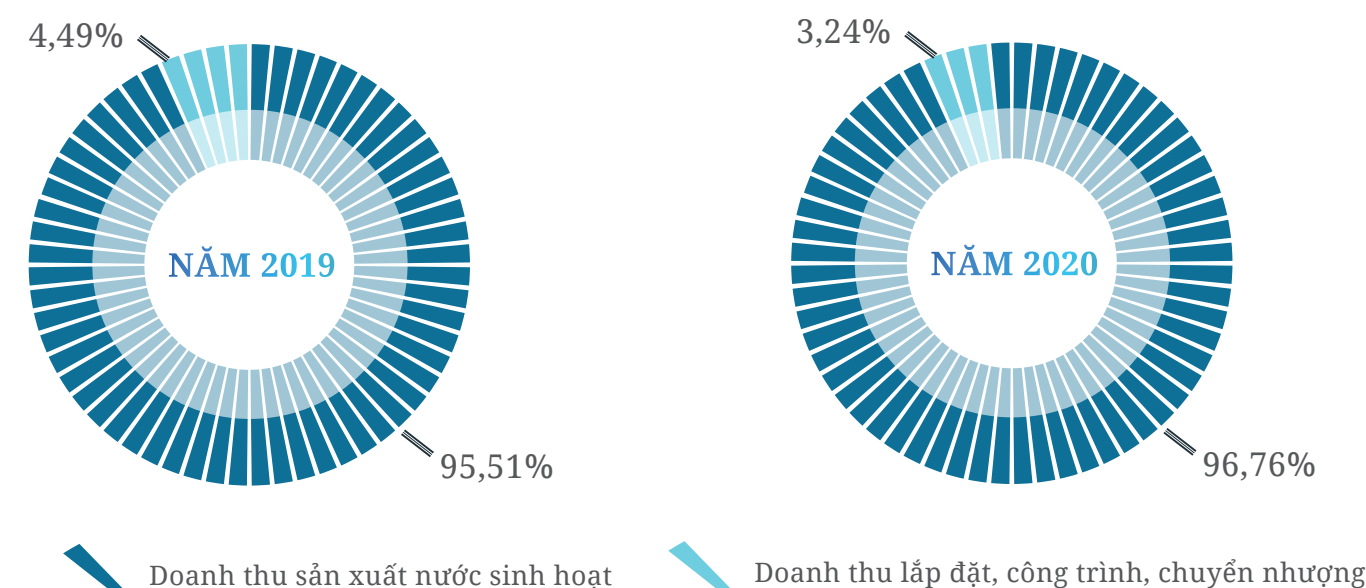 4,49%
3,24%
NĂM 2019
NĂM 2020
95,51%
96,76%
Doanh thu sản xuất nước sinh hoạt
Doanh thu lắp đặt, công trình, chuyển nhượng